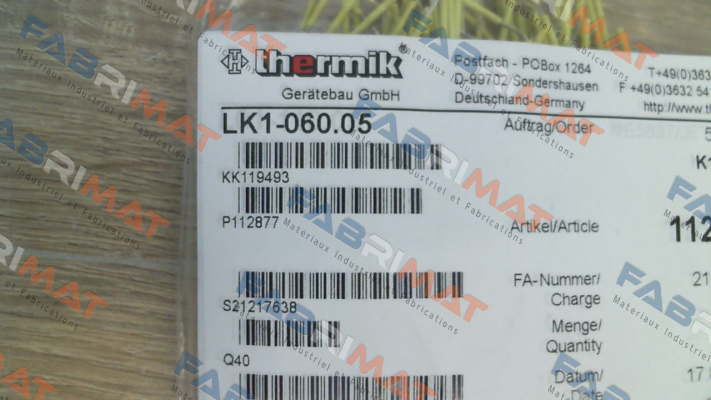 thermik®
Gerätebau GmbH
Postfach - POBox 1264
D-99702 Sondershausen
Deutschland-Germany
T+49(0)363
F +49(0)3632 54
http://www.th
LK1-060.05
Auftrag/Order
KK119493
P112877
Artikel/Article
112
S21217638
FA-Nummer/
Charge
21
Menge/
Quantity
Q40
Datum/
Date
17.
FABRIMAT
Materiaux Industriel et Fabrications